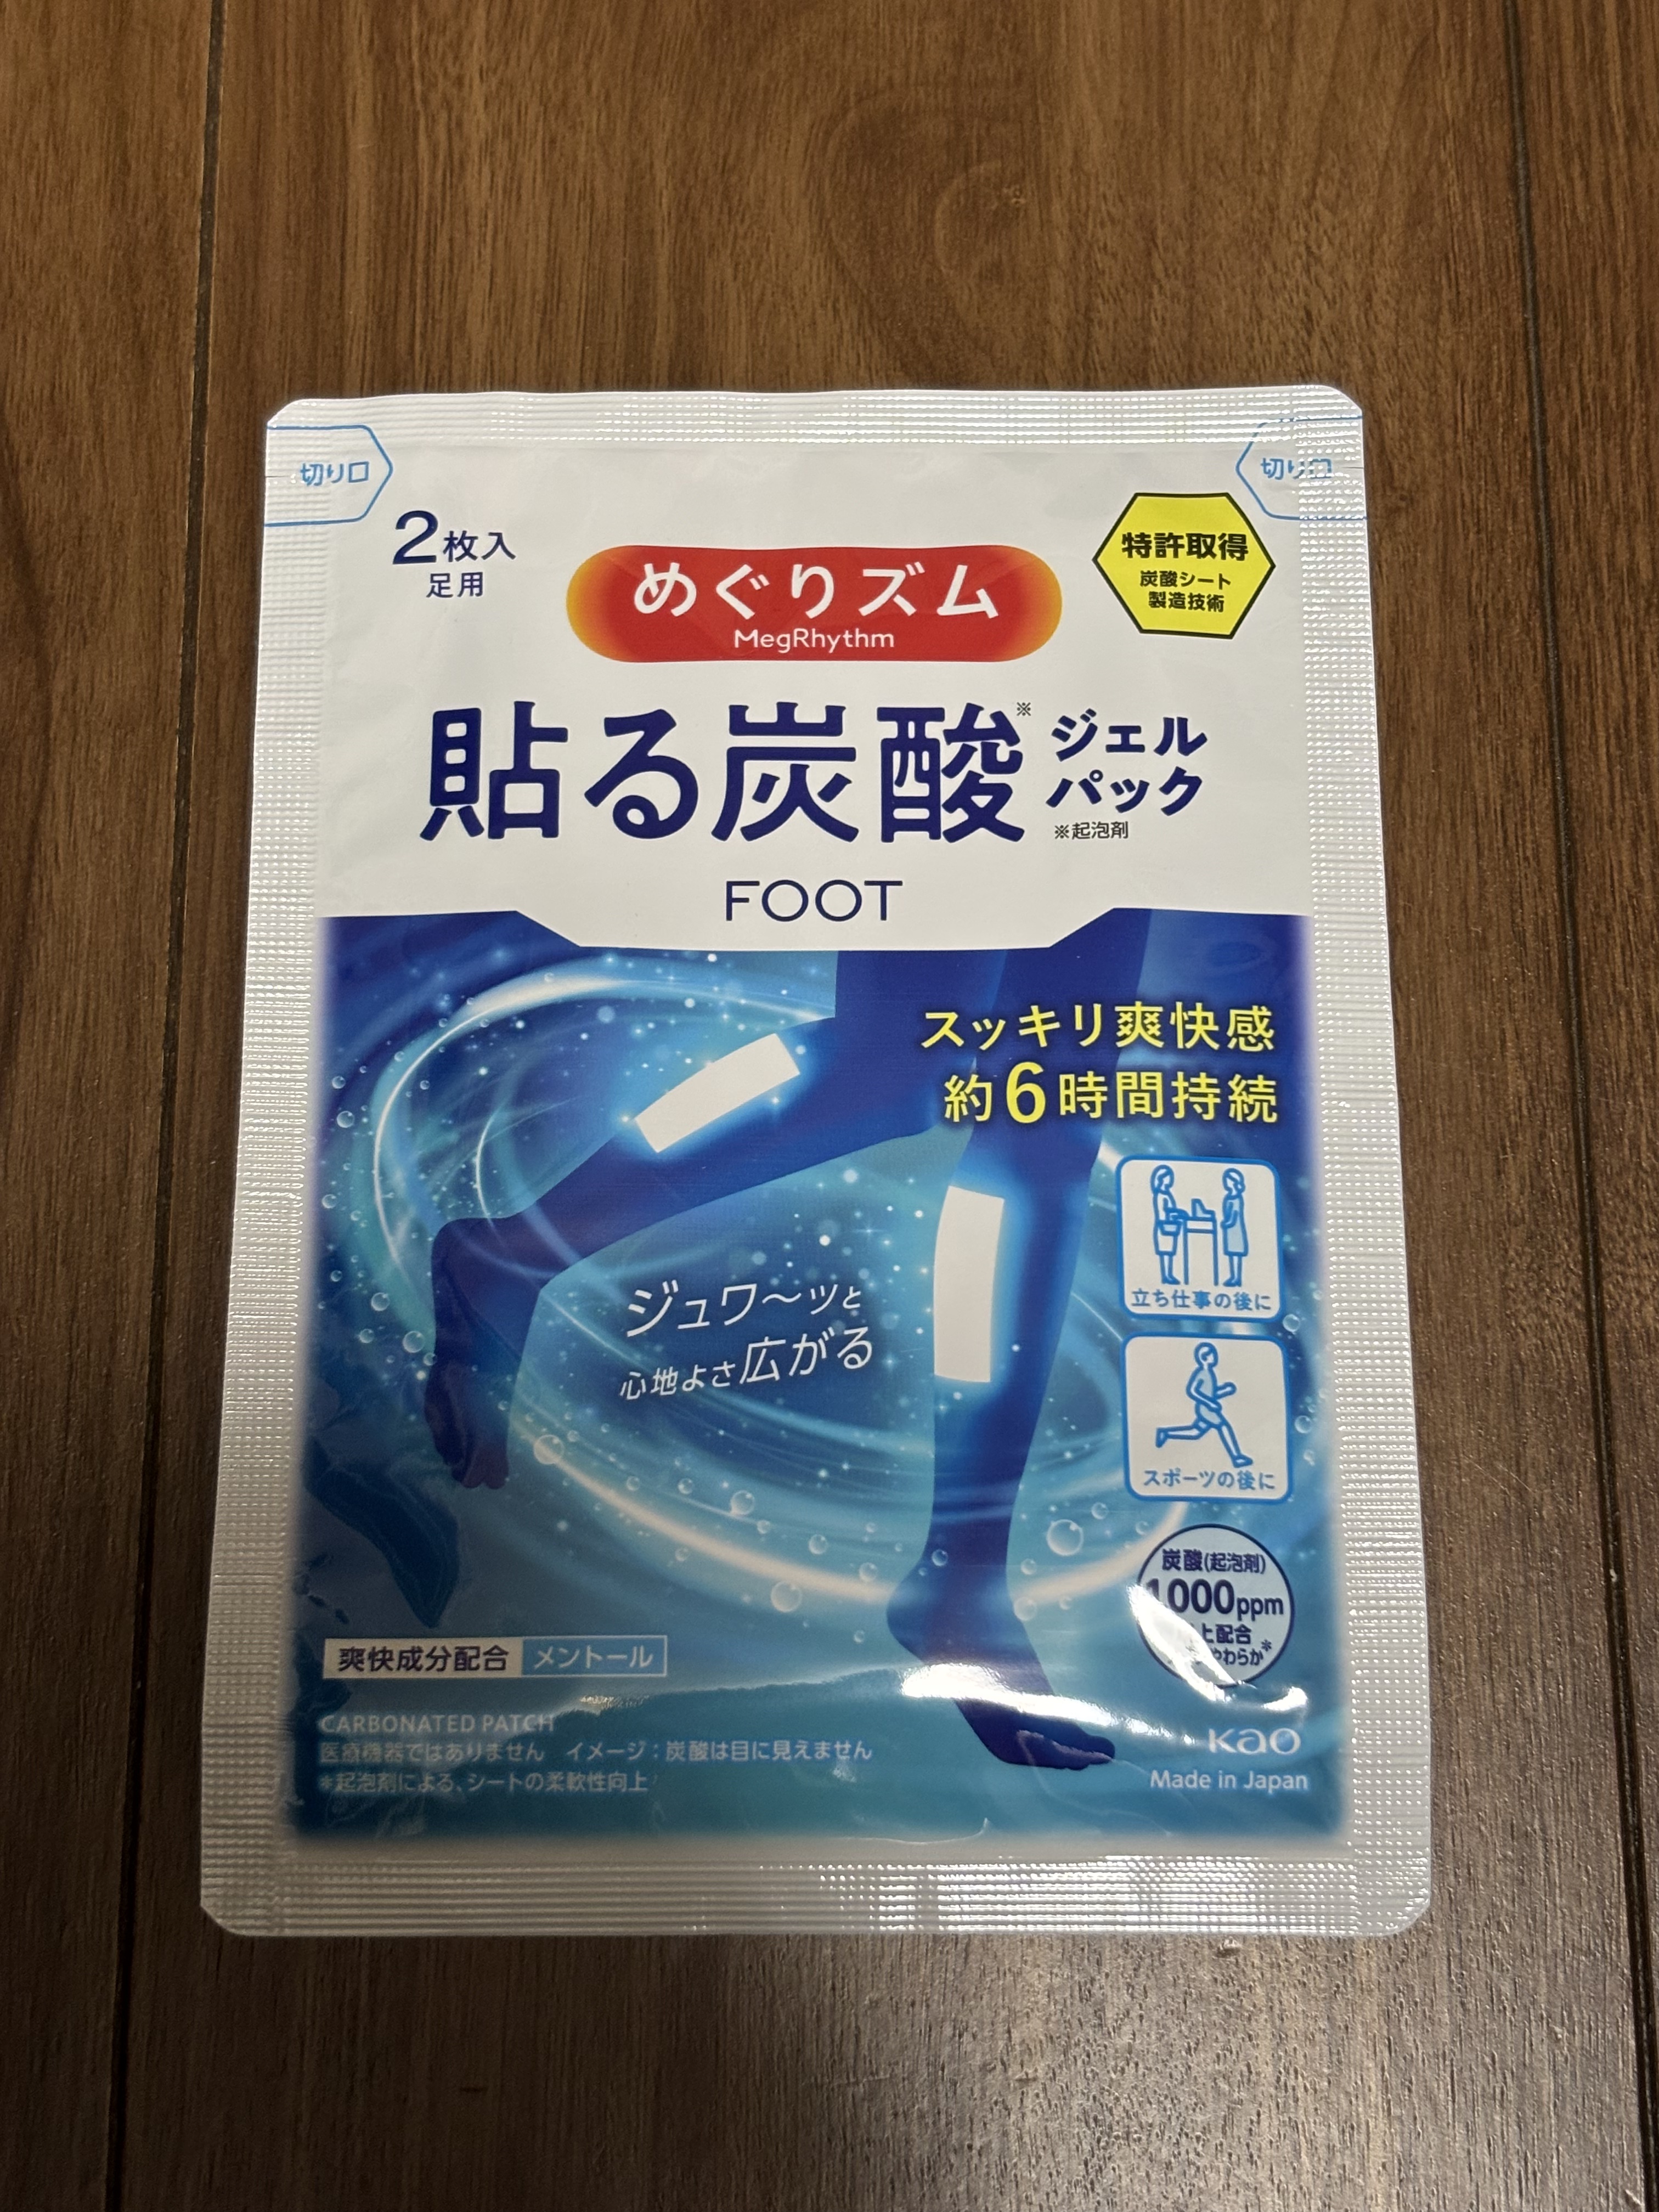 切り口
切り口
2枚入
足用
めぐりズム
MegRhythm
特許取得
炭酸シート
製造技術
貼る炭酸※
ジェル
パック
※起泡剤
FOOT
スッキリ爽快感
約6時間持続
立ち仕事の後に
ジュワ〜ッと
心地よさ広がる
スポーツの後に
炭酸(起泡剤)
1000ppm
上配合
やわらか*
爽快成分配合 メントール
CARBONATED PATCH
医療機器ではありません イメージ：炭酸は目に見えません
*起泡剤による、シートの柔軟性向上
Kao
Made in Japan